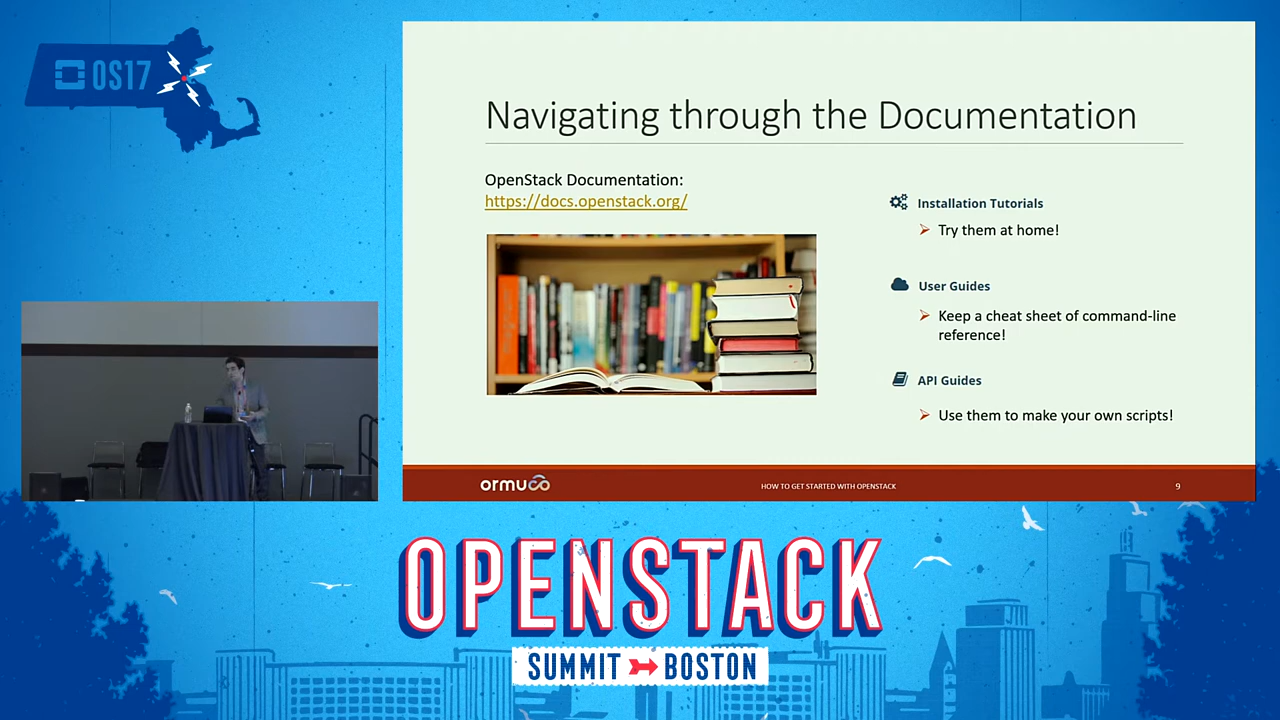 OS17
Navigating through the Documentation
OpenStack Documentation:
https://docs.openstack.org/
Installation Tutorials
Try them at home!
User Guides
Keep a cheat sheet of command-line
reference!
API Guides
Use them to make your own scripts!
ormuco
HOW TO GET STARTED WITH OPENSTACK
9
OPENSTACK
SUMMIT BOSTON